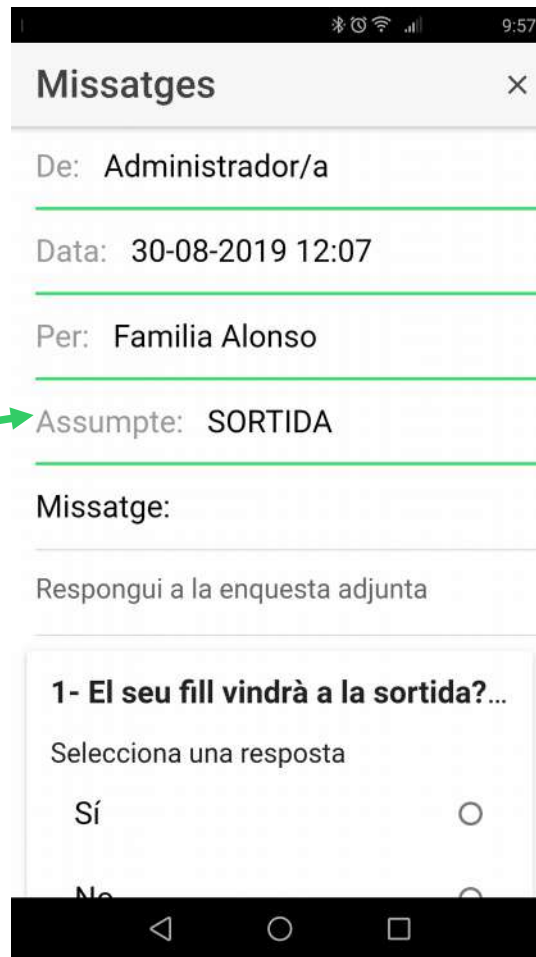 9:57
Missatges
De: Administrador/a
Data: 30-08-2019 12:07
Per: Familia Alonso
Assumpte: SORTIDA
Missatge:
Respongui a la enquesta adjunta
1- El seu fill vindrà a la sortida?...
Selecciona una resposta
Sí
No